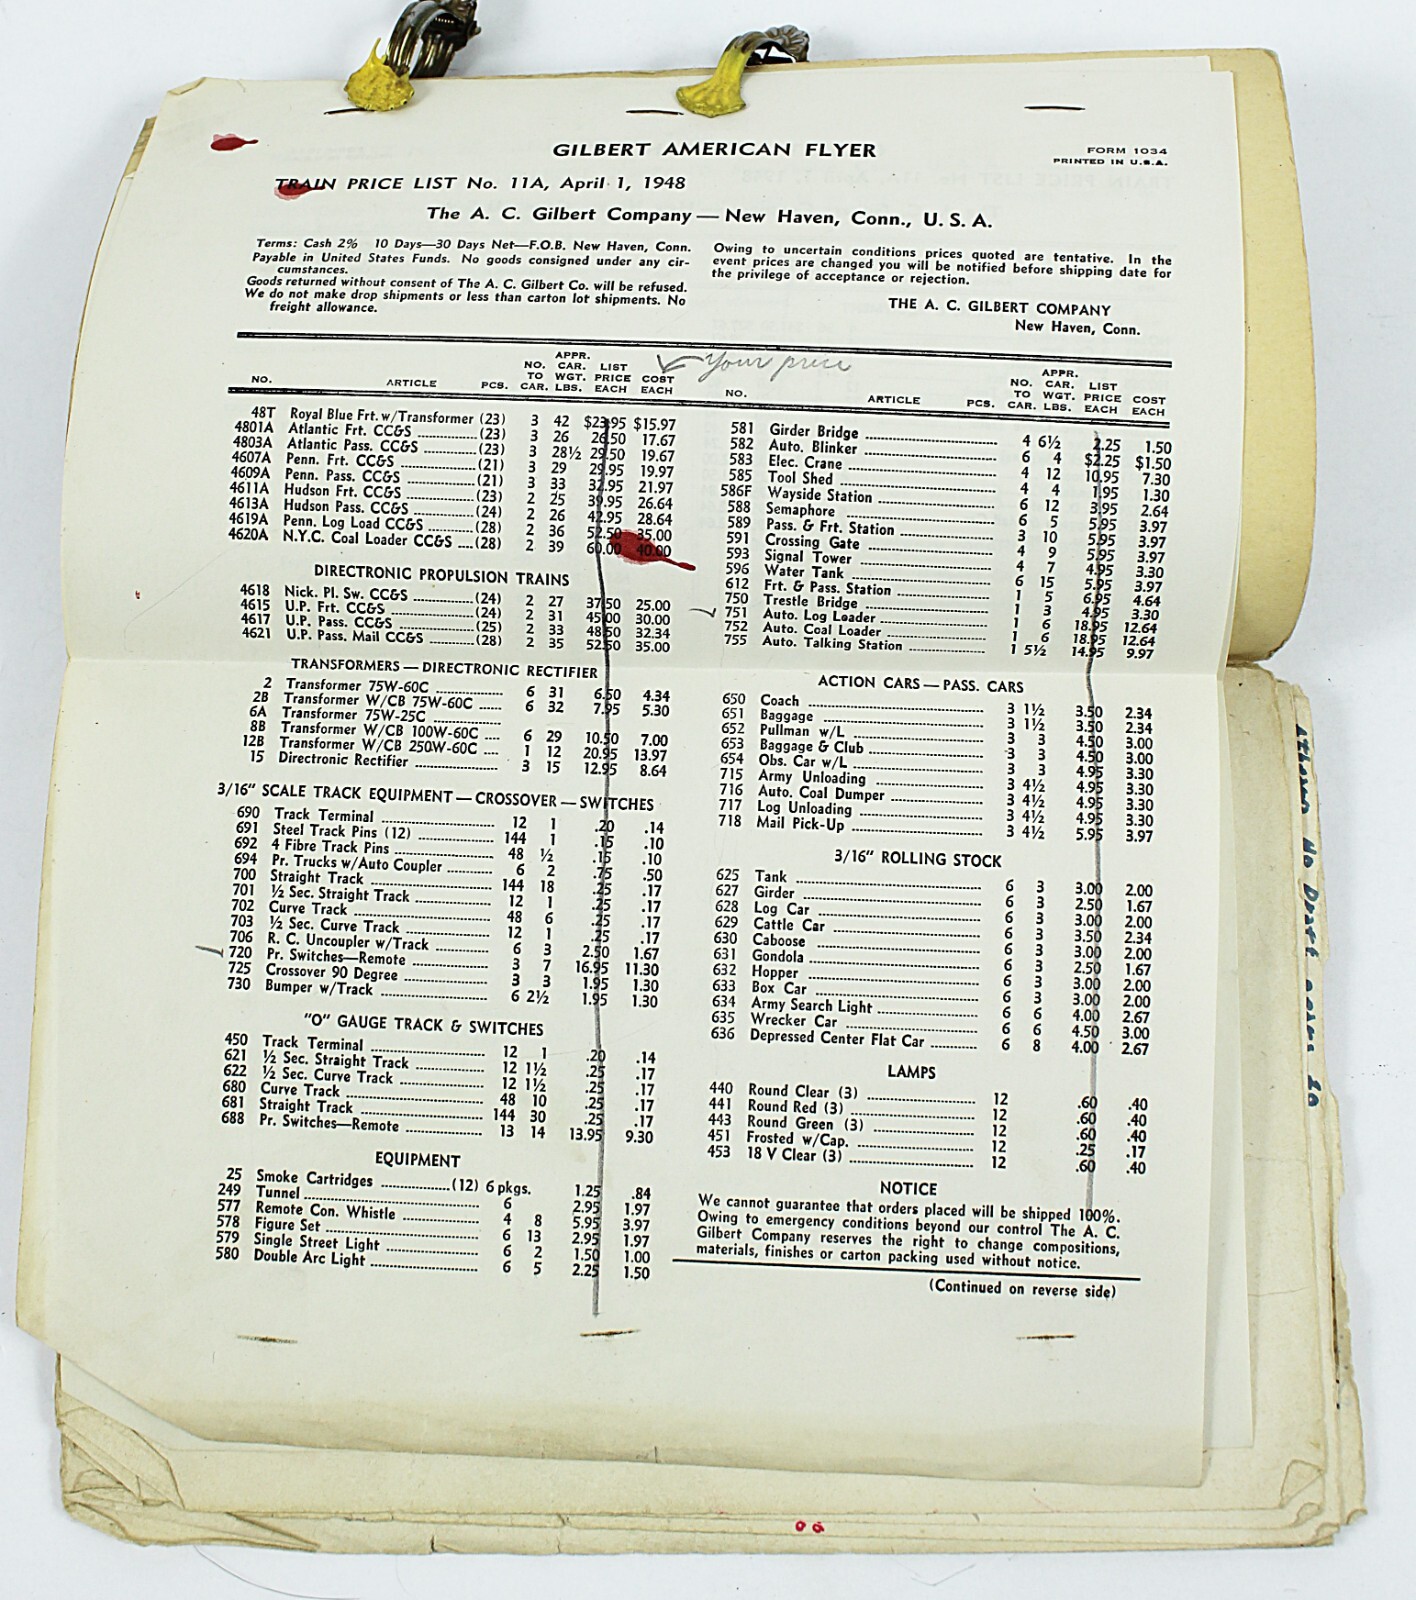 GILBERT AMERICAN FLYER
FORM 1034
PRINTED IN U.S.A.
TRAIN PRICE LIST No. 11A, April 1, 1948
The A. C. Gilbert Company — New Haven, Conn., U. S. A.
Terms: Cash 2% 10 Days—30 Days Net—F.O.B. New Haven, Conn.
Payable in United States Funds. No goods consigned under any cir-
cumstances.
Goods returned without consent of The A. C. Gilbert Co. will be refused.
We do not make drop shipments or less than carton lot shipments. No
freight allowance.
Owing to uncertain conditions prices quoted are tentative. In the
event prices are changed you will be notified before shipping date for
the privilege of acceptance or rejection.
THE A. C. GILBERT COMPANY
New Haven, Conn.
Your price
NO. ARTICLE PCS. NO. TO CAR. APPR. CAR. WGT. LBS. LIST PRICE EACH COST EACH
48T Royal Blue Frt. w/Transformer (23) 3 42 $23.95 $15.97
4801A Atlantic Frt. CC&S (23) 3 26 26.50 17.67
4803A Atlantic Pass. CC&S (23) 3 28½ 29.50 19.67
4607A Penn. Frt. CC&S (21) 3 29 29.95 19.97
4609A Penn. Pass. CC&S (21) 3 33 32.95 21.97
4611A Hudson Frt. CC&S (23) 2 25 39.95 26.64
4613A Hudson Pass. CC&S (24) 2 26 42.95 28.64
4619A Penn. Log Load CC&S (28) 2 36 52.50 35.00
4620A N.Y.C. Coal Loader CC&S (28) 2 39 60.00 40.00
DIRECTRONIC PROPULSION TRAINS
4618 Nick. Pl. Sw. CC&S (24) 2 27 37.50 25.00
4615 U.P. Frt. CC&S (24) 2 31 45.00 30.00
4617 U.P. Pass. CC&S (25) 2 33 48.50 32.34
4621 U.P. Pass. Mail CC&S (28) 2 35 52.50 35.00
TRANSFORMERS — DIRECTRONIC RECTIFIER
2 Transformer 75W-60C 6 31 6.50 4.34
2B Transformer W/CB 75W-60C 6 32 7.95 5.30
6A Transformer 75W-25C
8B Transformer W/CB 100W-60C 6 29 10.50 7.00
12B Transformer W/CB 250W-60C 1 12 20.95 13.97
15 Directronic Rectifier 3 15 12.95 8.64
3/16" SCALE TRACK EQUIPMENT — CROSSOVER — SWITCHES
690 Track Terminal 12 1 .20 .14
691 Steel Track Pins (12) 144 1 .15 .10
692 4 Fibre Track Pins 48 ½ .15 .10
694 Pr. Trucks w/Auto Coupler 6 2 .75 .50
700 Straight Track 144 18 .25 .17
701 ½ Sec. Straight Track 12 1 .25 .17
702 Curve Track 48 6 .25 .17
703 ½ Sec. Curve Track 12 1 .25 .17
706 R. C. Uncoupler w/Track 6 3 2.50 1.67
720 Pr. Switches—Remote 3 7 16.95 11.30
725 Crossover 90 Degree 3 3 1.95 1.30
730 Bumper w/Track 6 2½ 1.95 1.30
"O" GAUGE TRACK & SWITCHES
450 Track Terminal 12 1 .20 .14
621 ½ Sec. Straight Track 12 1½ .25 .17
622 ½ Sec. Curve Track 12 1½ .25 .17
680 Curve Track 48 10 .25 .17
681 Straight Track 144 30 .25 .17
688 Pr. Switches—Remote 13 14 13.95 9.30
EQUIPMENT
25 Smoke Cartridges (12) 6 pkgs. 1.25 .84
249 Tunnel 6 2.95 1.97
577 Remote Con. Whistle 4 8 5.95 3.97
578 Figure Set 6 13 2.95 1.97
579 Single Street Light 6 2 1.50 1.00
580 Double Arc Light 6 5 2.25 1.50
NO. ARTICLE PCS. NO. TO CAR. APPR. CAR. WGT. LBS. LIST PRICE EACH COST EACH
581 Girder Bridge 4 6½ 2.25 1.50
582 Auto. Blinker 6 4 $2.25 $1.50
583 Elec. Crane 4 12 10.95 7.30
585 Tool Shed 4 4 1.95 1.30
586F Wayside Station 6 12 3.95 2.64
588 Semaphore 6 5 5.95 3.97
589 Pass. & Frt. Station 3 10 5.95 3.97
591 Crossing Gate 4 9 5.95 3.97
593 Signal Tower 4 7 4.95 3.30
596 Water Tank 6 15 5.95 3.97
612 Frt. & Pass. Station 1 5 6.95 4.64
750 Trestle Bridge 1 3 4.95 3.30
751 Auto. Log Loader 1 6 18.95 12.64
752 Auto. Coal Loader 1 6 18.95 12.64
755 Auto. Talking Station 1 5½ 14.95 9.97
ACTION CARS — PASS. CARS
650 Coach 3 1½ 3.50 2.34
651 Baggage 3 1½ 3.50 2.34
652 Pullman w/L 3 3 4.50 3.00
653 Baggage & Club 3 3 4.50 3.00
654 Obs. Car w/L 3 3 4.95 3.30
715 Army Unloading 3 4½ 4.95 3.30
716 Auto. Coal Dumper 3 4½ 4.95 3.30
717 Log Unloading 3 4½ 4.95 3.30
718 Mail Pick-Up 3 4½ 5.95 3.97
3/16" ROLLING STOCK
625 Tank 6 3 3.00 2.00
627 Girder 6 3 2.50 1.67
628 Log Car 6 3 3.00 2.00
629 Cattle Car 6 3 3.50 2.34
630 Caboose 6 3 3.00 2.00
631 Gondola 6 3 2.50 1.67
632 Hopper 6 3 3.00 2.00
633 Box Car 6 3 3.00 2.00
634 Army Search Light 6 6 4.00 2.67
635 Wrecker Car 6 6 4.50 3.00
636 Depressed Center Flat Car 6 8 4.00 2.67
LAMPS
440 Round Clear (3) 12 .60 .40
441 Round Red (3) 12 .60 .40
443 Round Green (3) 12 .60 .40
451 Frosted w/Cap. 12 .25 .17
453 18 V Clear (3) 12 .60 .40
NOTICE
We cannot guarantee that orders placed will be shipped 100%.
Owing to emergency conditions beyond our control The A. C.
Gilbert Company reserves the right to change compositions,
materials, finishes or carton packing used without notice.
(Continued on reverse side)